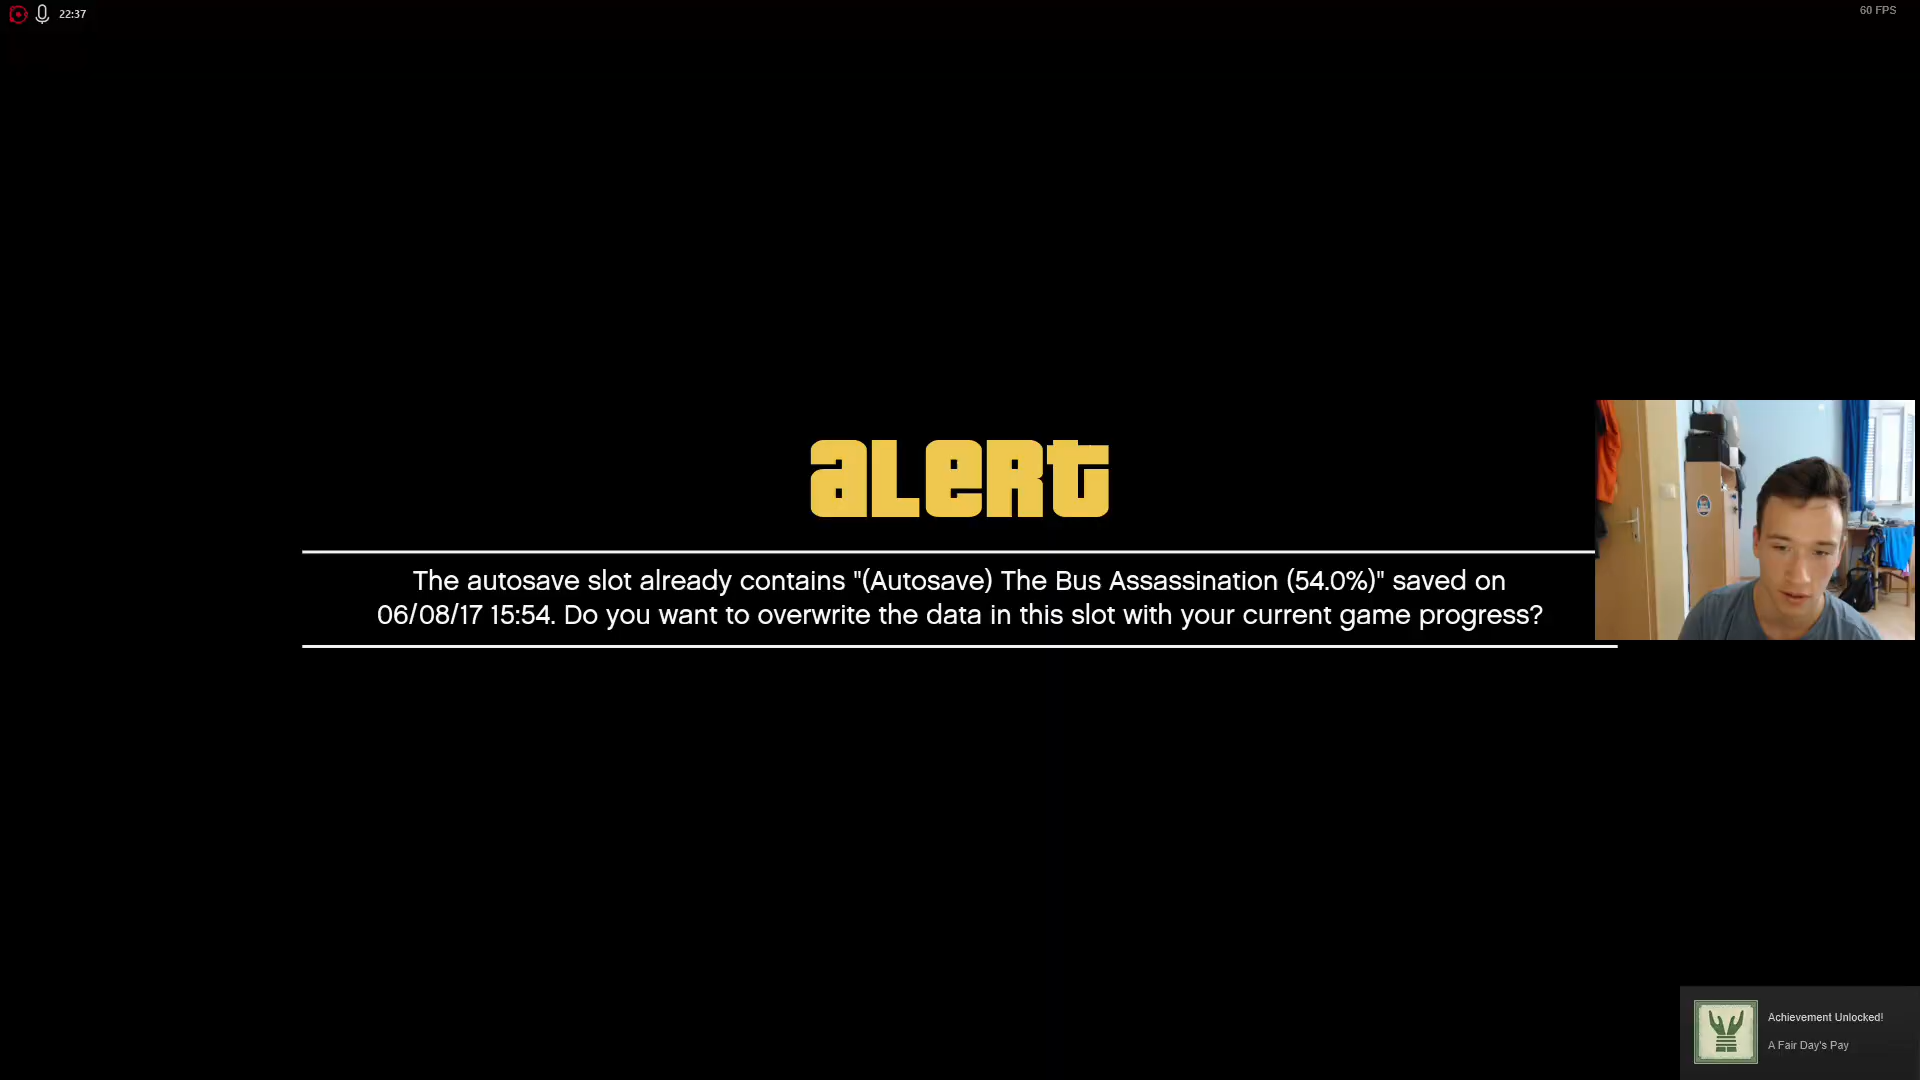 22:37
60 FPS
alert
The autosave slot already contains "(Autosave) The Bus Assassination (54.0%)" saved on
06/08/17 15:54. Do you want to overwrite the data in this slot with your current game progress?
Achievement Unlocked!
A Fair Day's Pay